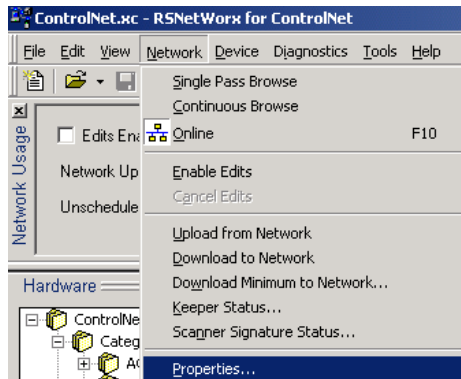 ControlNet.xc - RSNetWorx for ControlNet
File Edit View Network Device Diagnostics Tools Help
Single Pass Browse
Continuous Browse
Online F10
Enable Edits
Cancel Edits
Upload from Network
Download to Network
Download Minimum to Network...
Keeper Status...
Scanner Signature Status...
Properties...
Network Usage
Edits Ena
Network Up
Unschedule
Hardware
ControlNe
Categ